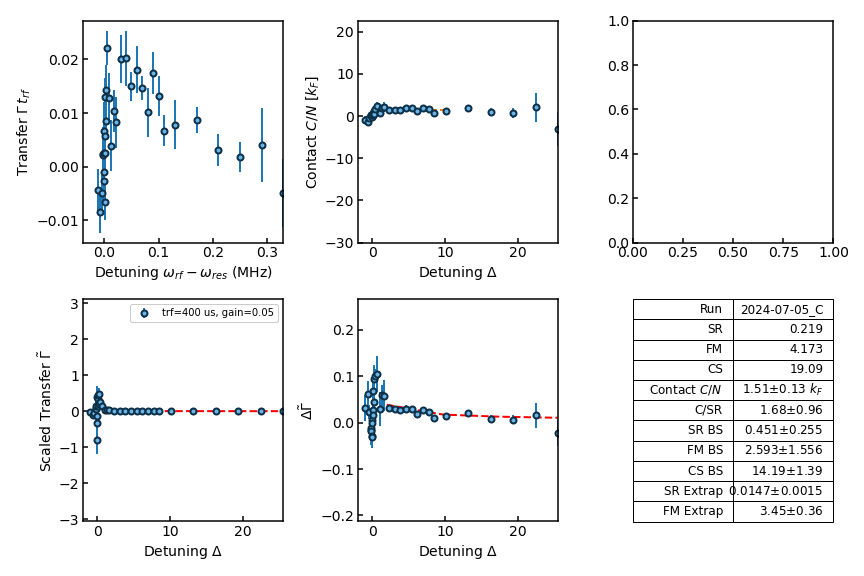 0.02
0.01
0.00
−0.01
0.0
0.1
0.2
0.3
Transfer Γ t_rf
Detuning ω_rf − ω_res (MHz)
20
10
0
−10
−20
−30
0
20
Contact C/N [k_F]
Detuning Δ
1.0
0.8
0.6
0.4
0.2
0.0
0.00
0.25
0.50
0.75
1.00
3
2
1
0
−1
−2
−3
0
10
20
Scaled Transfer Γ̃
Detuning Δ
trf=400 us, gain=0.05
0.2
0.1
0.0
−0.1
−0.2
0
10
20
ΔΓ̃
Detuning Δ
Run 2024-07-05_C
SR 0.219
FM 4.173
CS 19.09
Contact C/N 1.51±0.13 k_F
C/SR 1.68±0.96
SR BS 0.451±0.255
FM BS 2.593±1.556
CS BS 14.19±1.39
SR Extrap 0.0147±0.0015
FM Extrap 3.45±0.36